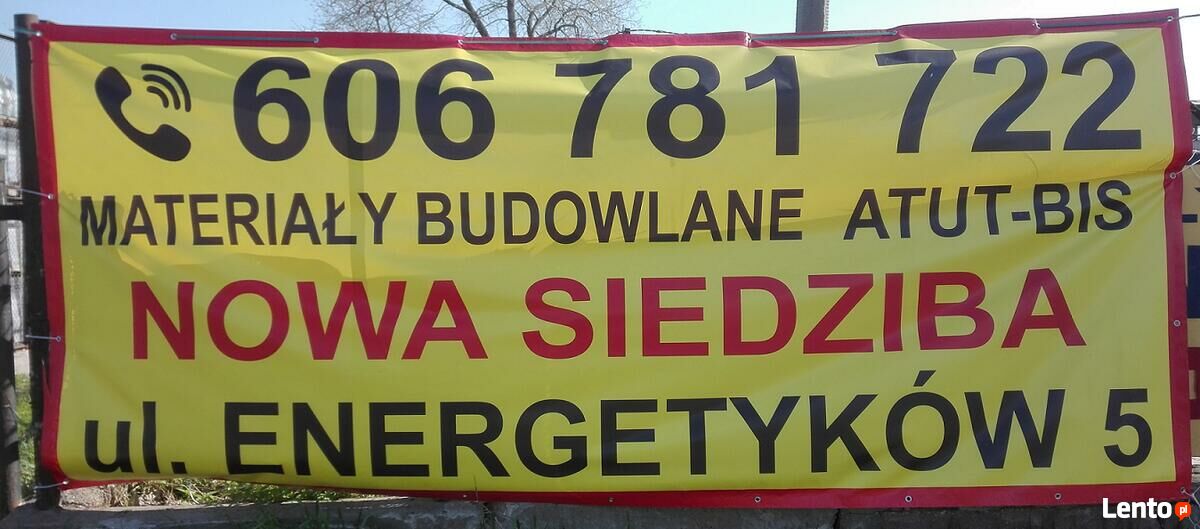 606 781 722
MATERIAŁY BUDOWLANE ATUT-BIS
NOWA SIEDZIBA
ul. ENERGETYKÓW 5
Lento.pl